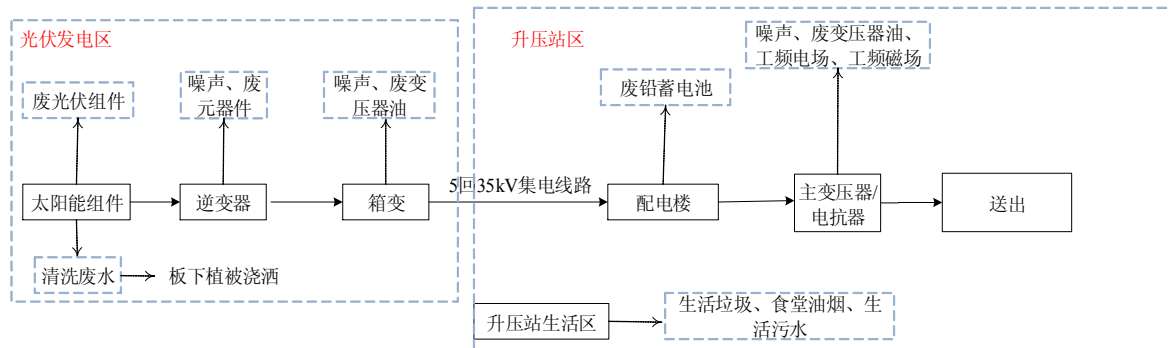 光伏发电区
升压站区
噪声、废变压器油、
工频电场、工频磁场
废光伏组件
噪声、废
元器件
噪声、废变
压器油
废铅蓄电池
太阳能组件
逆变器
箱变
5回35kV集电线路
配电楼
主变压器/
电抗器
送出
清洗废水
板下植被浇洒
升压站生活区
生活垃圾、食堂油烟、生
活污水